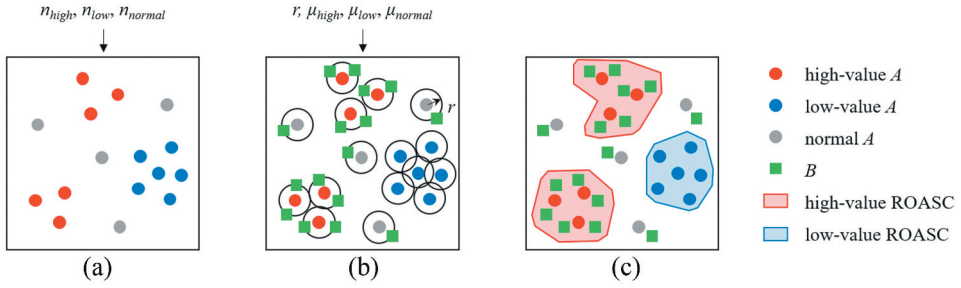 n_high, n_low, n_normal
r, μ_high, μ_low, μ_normal
r
high-value A
low-value A
normal A
B
high-value ROASC
low-value ROASC
(a)
(b)
(c)